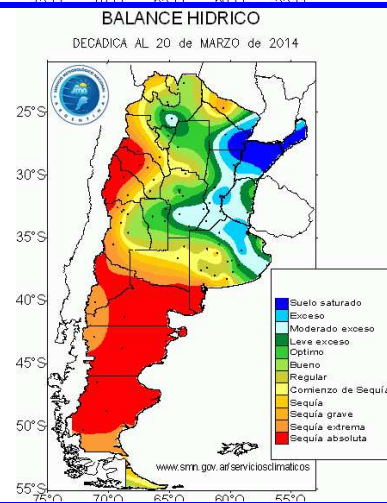 BALANCE HIDRICO
DECADICA AL 20 de MARZO de 2014
smn
25°S
30°S
35°S
40°S
45°S
50°S
55°S
Suelo saturado
Exceso
Moderado exceso
Leve exceso
Optimo
Bueno
Regular
Comienzo de Sequía
Sequía
Sequía grave
Sequía extrema
Sequía absoluta
www.smn.gov.ar/serviciosclimaticos
75°O 70°O 65°O 60°O 55°O